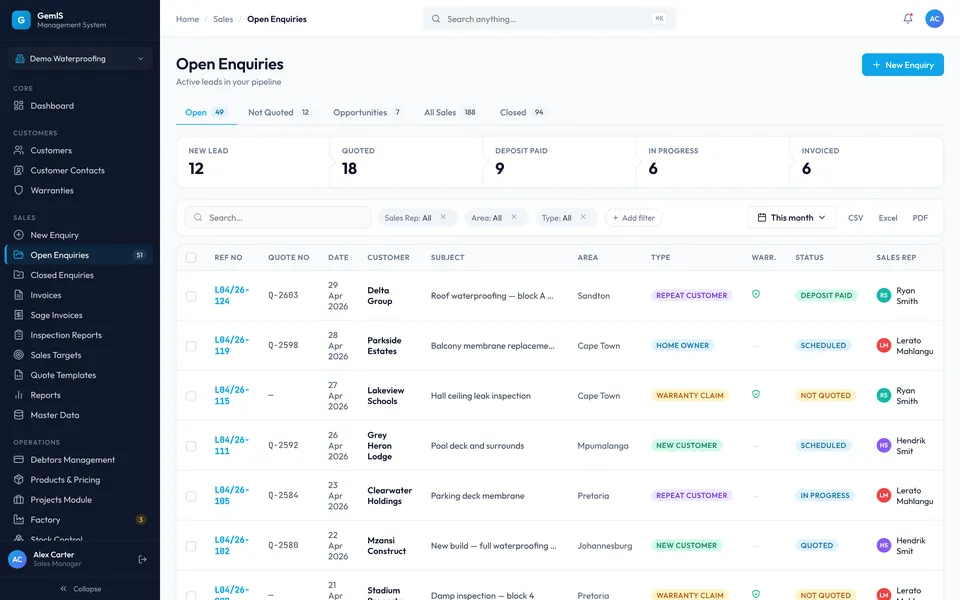 G
GemIS
Management System
Demo Waterproofing
CORE
Dashboard
CUSTOMERS
Customers
Customer Contacts
Warranties
SALES
New Enquiry
Open Enquiries 51
Closed Enquiries
Invoices
Sage Invoices
Inspection Reports
Sales Targets
Quote Templates
Reports
Master Data
OPERATIONS
Debtors Management
Products & Pricing
Projects Module
Factory 3
Stock Control
AC
Alex Carter
Sales Manager
Collapse
Home / Sales / Open Enquiries
Search anything...
⌘K
AC
Open Enquiries
Active leads in your pipeline
+ New Enquiry
Open 49 Not Quoted 12 Opportunities 7 All Sales 188 Closed 94
NEW LEAD QUOTED DEPOSIT PAID IN PROGRESS INVOICED
12 18 9 6 6
Search... Sales Rep: All × Area: All × Type: All × + Add filter This month CSV Excel PDF
REF NO QUOTE NO DATE CUSTOMER SUBJECT AREA TYPE WARR. STATUS SALES REP
L04/26-124 Q-2603 29 Apr 2026 Delta Group Roof waterproofing — block A ... Sandton REPEAT CUSTOMER DEPOSIT PAID RS Ryan Smith
L04/26-119 Q-2598 28 Apr 2026 Parkside Estates Balcony membrane replaceme... Cape Town HOME OWNER — SCHEDULED LM Lerato Mahlangu
L04/26-115 — 27 Apr 2026 Lakeview Schools Hall ceiling leak inspection Cape Town WARRANTY CLAIM NOT QUOTED RS Ryan Smith
L04/26-111 Q-2592 26 Apr 2026 Grey Heron Lodge Pool deck and surrounds Mpumalanga NEW CUSTOMER — SCHEDULED HS Hendrik Smit
L04/26-105 Q-2584 23 Apr 2026 Clearwater Holdings Parking deck membrane Pretoria REPEAT CUSTOMER — IN PROGRESS LM Lerato Mahlangu
L04/26-102 Q-2580 22 Apr 2026 Mzansi Construct New build — full waterproofing ... Johannesburg NEW CUSTOMER — QUOTED HS Hendrik Smit
L04/26- — 21 Apr Stadium Damp inspection — block 4 Pretoria WARRANTY CLAIM NOT QUOTED LM Lerato